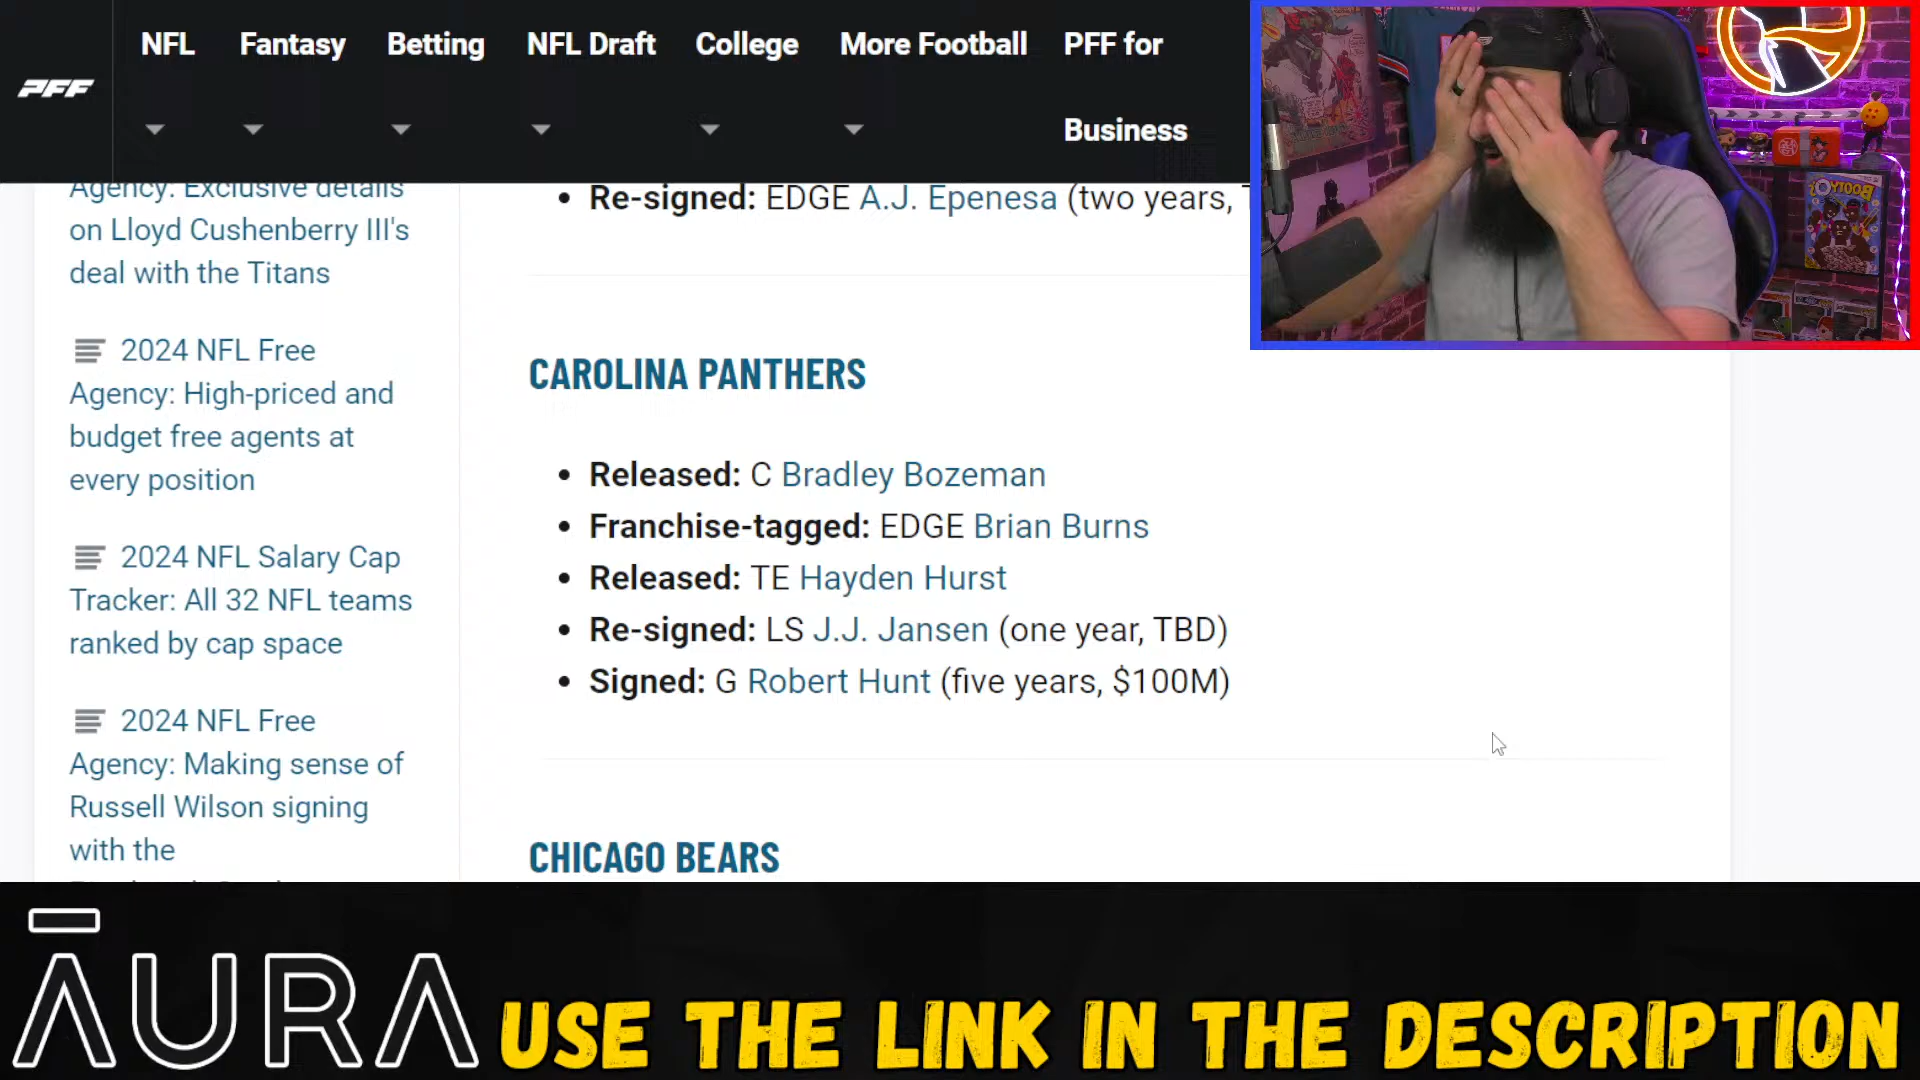 PFF
NFL
Fantasy
Betting
NFL Draft
College
More Football
PFF for
Business
Agency: Exclusive details
on Lloyd Cushenberry III's
deal with the Titans
2024 NFL Free
Agency: High-priced and
budget free agents at
every position
2024 NFL Salary Cap
Tracker: All 32 NFL teams
ranked by cap space
2024 NFL Free
Agency: Making sense of
Russell Wilson signing
with the
• Re-signed: EDGE A.J. Epenesa (two years,
CAROLINA PANTHERS
• Released: C Bradley Bozeman
• Franchise-tagged: EDGE Brian Burns
• Released: TE Hayden Hurst
• Re-signed: LS J.J. Jansen (one year, TBD)
• Signed: G Robert Hunt (five years, $100M)
CHICAGO BEARS
AURA
USE THE LINK IN THE DESCRIPTION